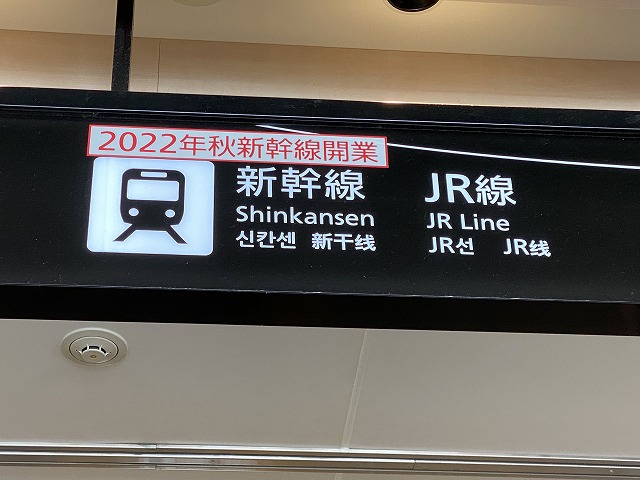 2022年秋新幹線開業
新幹線 JR線
Shinkansen JR Line
신칸센 新干线 JR선 JR线